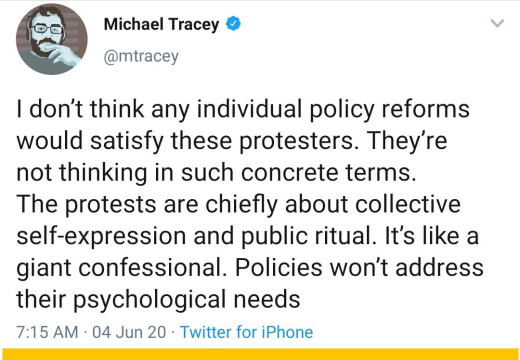 Michael Tracey
@mtracey
I don't think any individual policy reforms
would satisfy these protesters. They're
not thinking in such concrete terms.
The protests are chiefly about collective
self-expression and public ritual. It's like a
giant confessional. Policies won't address
their psychological needs
7:15 AM · 04 Jun 20 · Twitter for iPhone